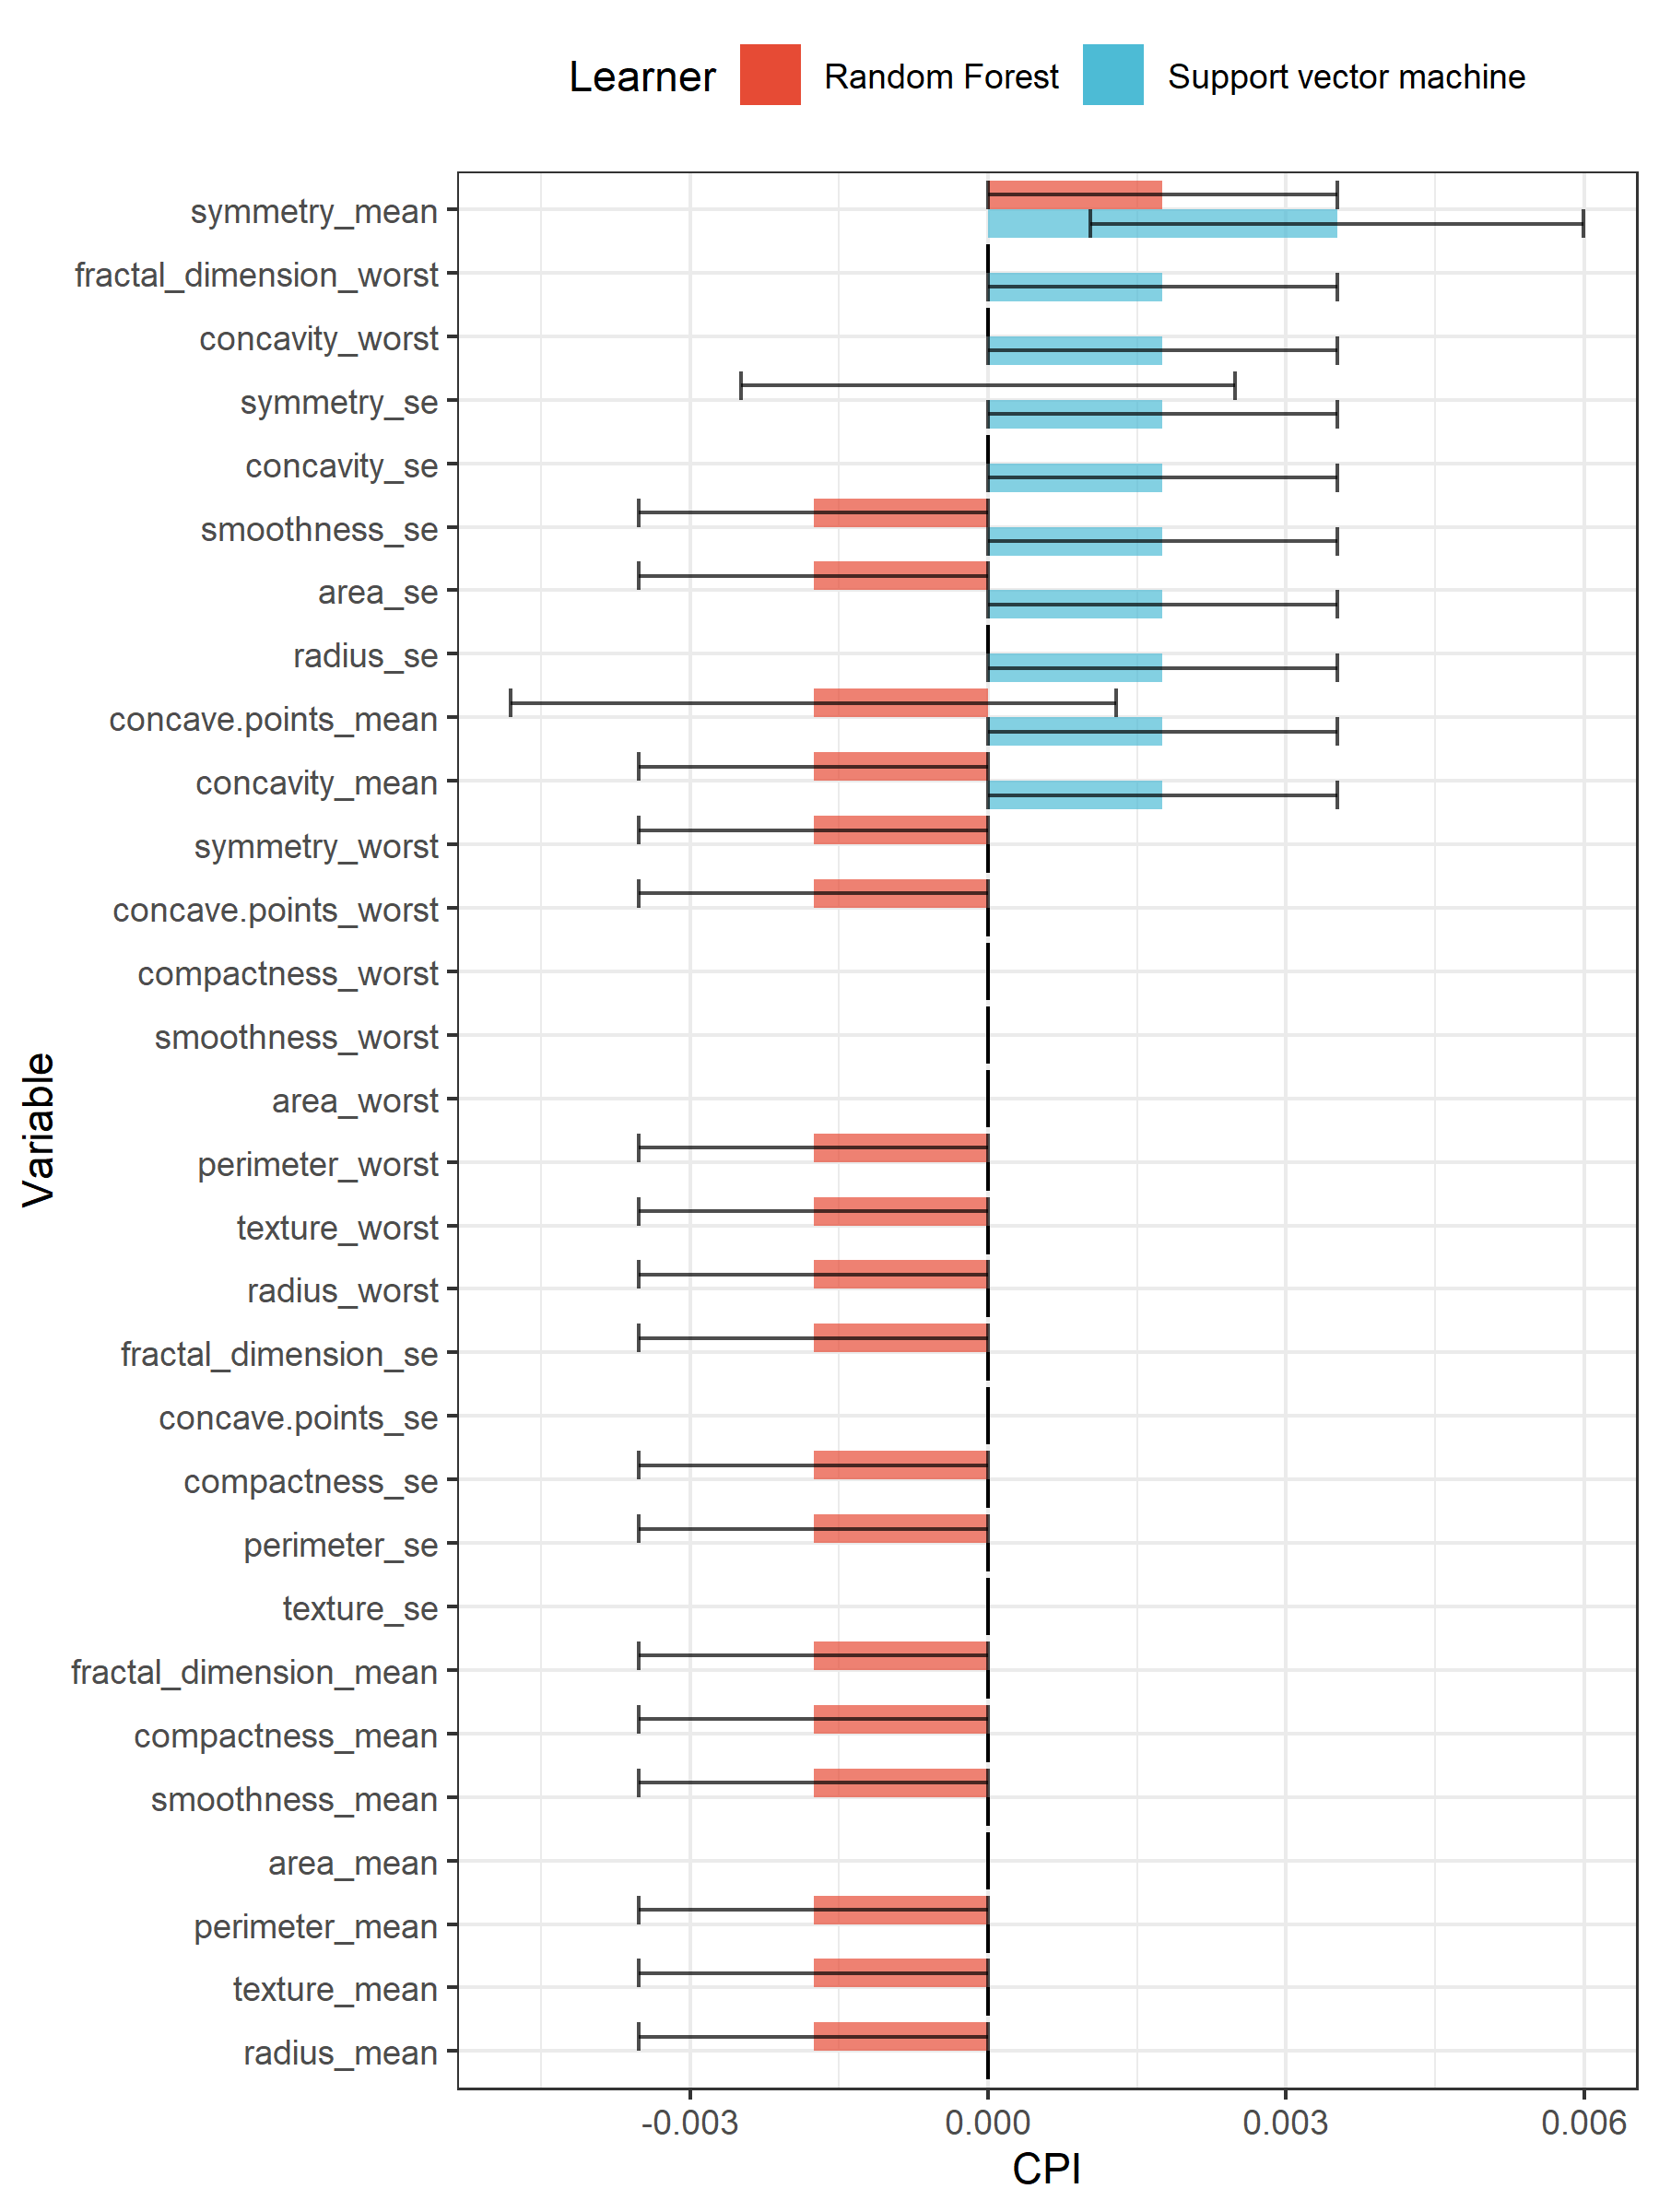 Learner Random Forest Support vector machine
symmetry_mean
fractal_dimension_worst
concavity_worst
symmetry_se
concavity_se
smoothness_se
area_se
radius_se
concave.points_mean
concavity_mean
symmetry_worst
concave.points_worst
compactness_worst
smoothness_worst
area_worst
perimeter_worst
texture_worst
radius_worst
fractal_dimension_se
concave.points_se
compactness_se
perimeter_se
texture_se
fractal_dimension_mean
compactness_mean
smoothness_mean
area_mean
perimeter_mean
texture_mean
radius_mean
Variable
-0.003 0.000 0.003 0.006
CPI